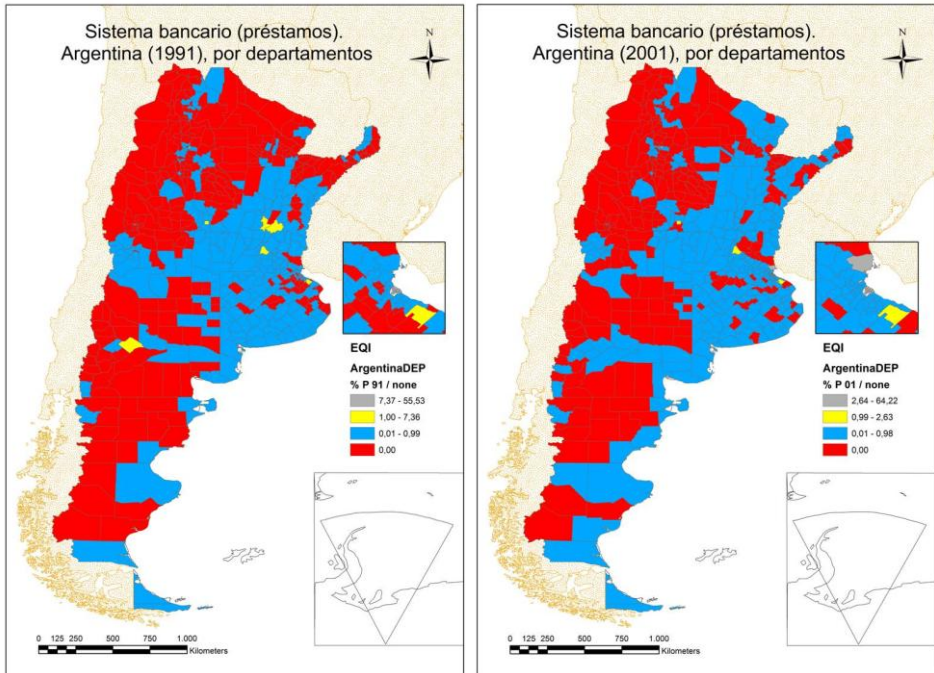 Sistema bancario (préstamos).
Argentina (1991), por departamentos
N
EQI
ArgentinaDEP
% P 91 / none
7,37 - 55,53
1,00 - 7,36
0,01 - 0,99
0,00
0 125 250 500 750 1.000
Kilometers
Sistema bancario (préstamos).
Argentina (2001), por departamentos
N
EQI
ArgentinaDEP
% P 01 / none
2,64 - 64,22
0,99 - 2,63
0,01 - 0,98
0,00
0 125 250 500 750 1.000
Kilometers